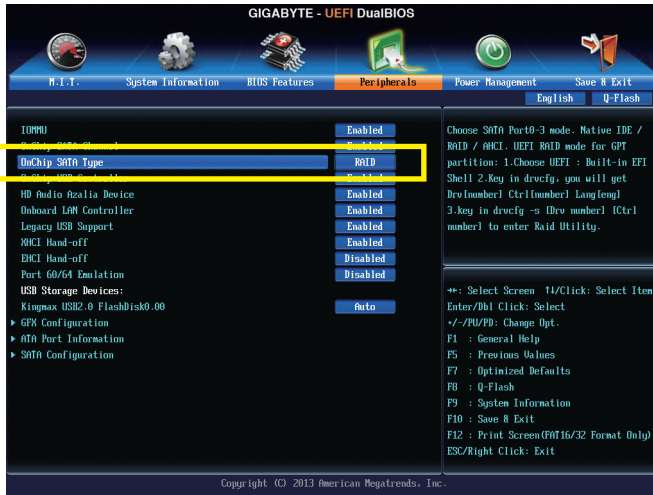 GIGABYTE - UEFI DualBIOS
M.I.T. System Information BIOS Features Peripherals Power Management Save & Exit
English Q-Flash
IOMMU Enabled
OnChip SATA Channel Enabled
OnChip SATA Type RAID
OnChip USB Controller Enabled
HD Audio Azalia Device Enabled
Onboard LAN Controller Enabled
Legacy USB Support Enabled
XHCI Hand-off Enabled
EHCI Hand-off Disabled
Port 60/64 Emulation Disabled
USB Storage Devices:
Kingmax USB2.0 FlashDisk0.00 Auto
GFX Configuration
ATA Port Information
SATA Configuration
Choose SATA Port0-3 mode. Native IDE /
RAID / AHCI. UEFI RAID mode for GPT
partition: 1.Choose UEFI : Built-in EFI
Shell 2.Key in drvcfg, you will get
Drv[number] Ctrl[number] Lang[eng]
3.key in drvcfg -s [Drv number] [Ctrl
number] to enter Raid Utility.
→←: Select Screen ↑↓/Click: Select Item
Enter/Dbl Click: Select
+/-/PU/PD: Change Opt.
F1 : General Help
F5 : Previous Values
F7 : Optimized Defaults
F8 : Q-Flash
F9 : System Information
F10 : Save & Exit
F12 : Print Screen(FAT16/32 Format Only)
ESC/Right Click: Exit
Copyright (C) 2013 American Megatrends, Inc.